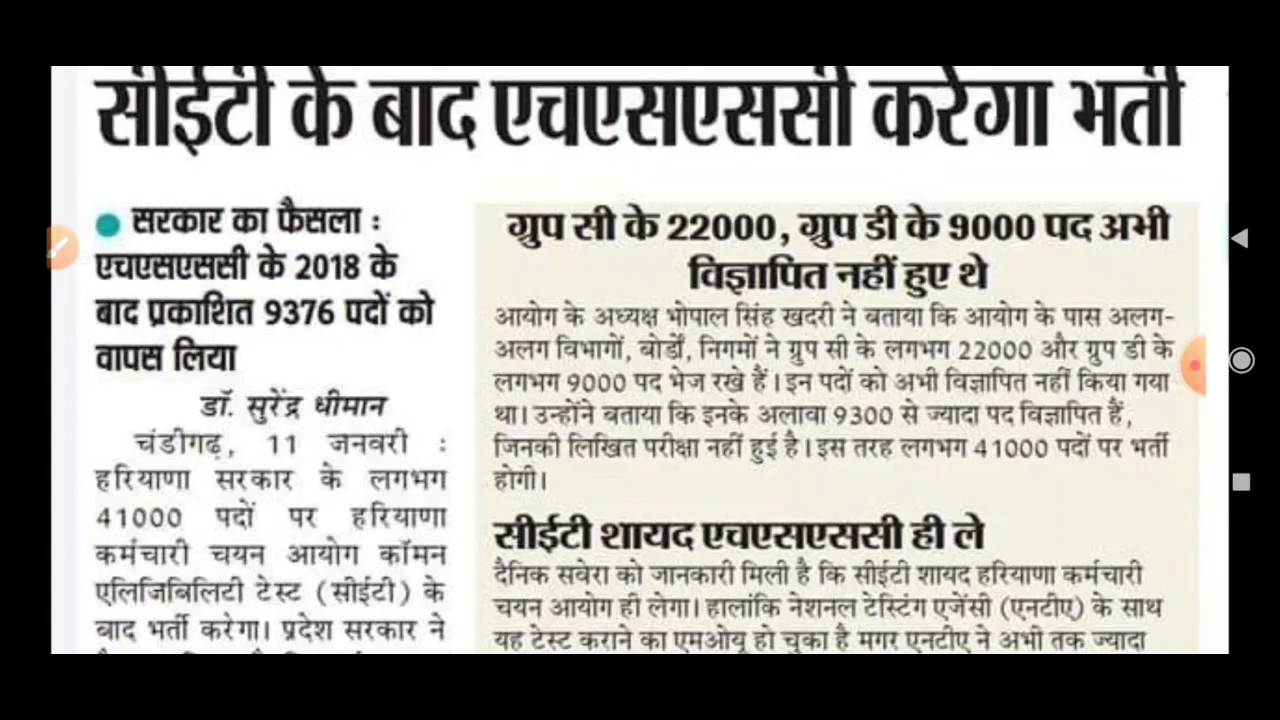 सीईटी के बाद एचएसएससी करेगा भर्ती
सरकार का फैसला :
एचएसएससी के 2018 के
बाद प्रकाशित 9376 पदों को
वापस लिया
डॉ. सुरेंद्र धीमान
चंडीगढ़, 11 जनवरी :
हरियाणा सरकार के लगभग
41000 पदों पर हरियाणा
कर्मचारी चयन आयोग कॉमन
एलिजिबिलिटी टेस्ट (सीईटी) के
बाद भर्ती करेगा। प्रदेश सरकार ने
ग्रुप सी के 22000, ग्रुप डी के 9000 पद अभी
विज्ञापित नहीं हुए थे
आयोग के अध्यक्ष भोपाल सिंह खदरी ने बताया कि आयोग के पास अलग-
अलग विभागों, बोर्डों, निगमों ने ग्रुप सी के लगभग 22000 और ग्रुप डी के
लगभग 9000 पद भेज रखे हैं। इन पदों को अभी विज्ञापित नहीं किया गया
था। उन्होंने बताया कि इनके अलावा 9300 से ज्यादा पद विज्ञापित हैं,
जिनकी लिखित परीक्षा नहीं हुई है। इस तरह लगभग 41000 पदों पर भर्ती
होगी।
सीईटी शायद एचएसएससी ही ले
दैनिक सवेरा को जानकारी मिली है कि सीईटी शायद हरियाणा कर्मचारी
चयन आयोग ही लेगा। हालांकि नेशनल टेस्टिंग एजेंसी (एनटीए) के साथ
यह टेस्ट कराने का एमओयू हो चुका है मगर एनटीए ने अभी तक ज्यादा